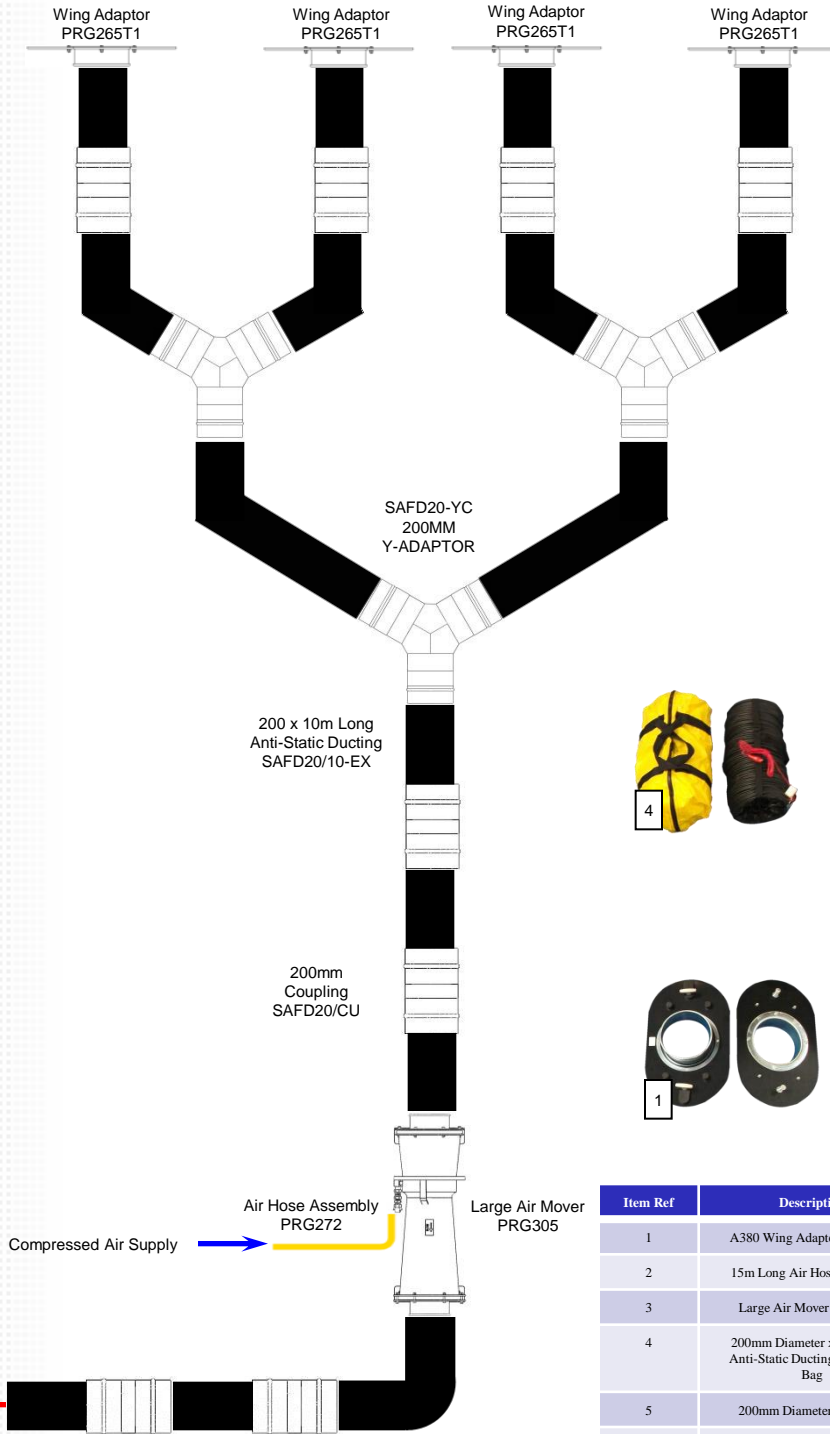 Wing Adaptor
PRG265T1
Wing Adaptor
PRG265T1
Wing Adaptor
PRG265T1
Wing Adaptor
PRG265T1
SAFD20-YC
200MM
Y-ADAPTOR
200 x 10m Long
Anti-Static Ducting
SAFD20/10-EX
4
200mm
Coupling
SAFD20/CU
1
Air Hose Assembly
PRG272
Large Air Mover
PRG305
Compressed Air Supply
Item Ref
1 A380 Wing
2 15m Long Air
3 Large Air Mover
4 200mm Diameter
Anti-Static Ducting
Bag
5 200mm Diameter